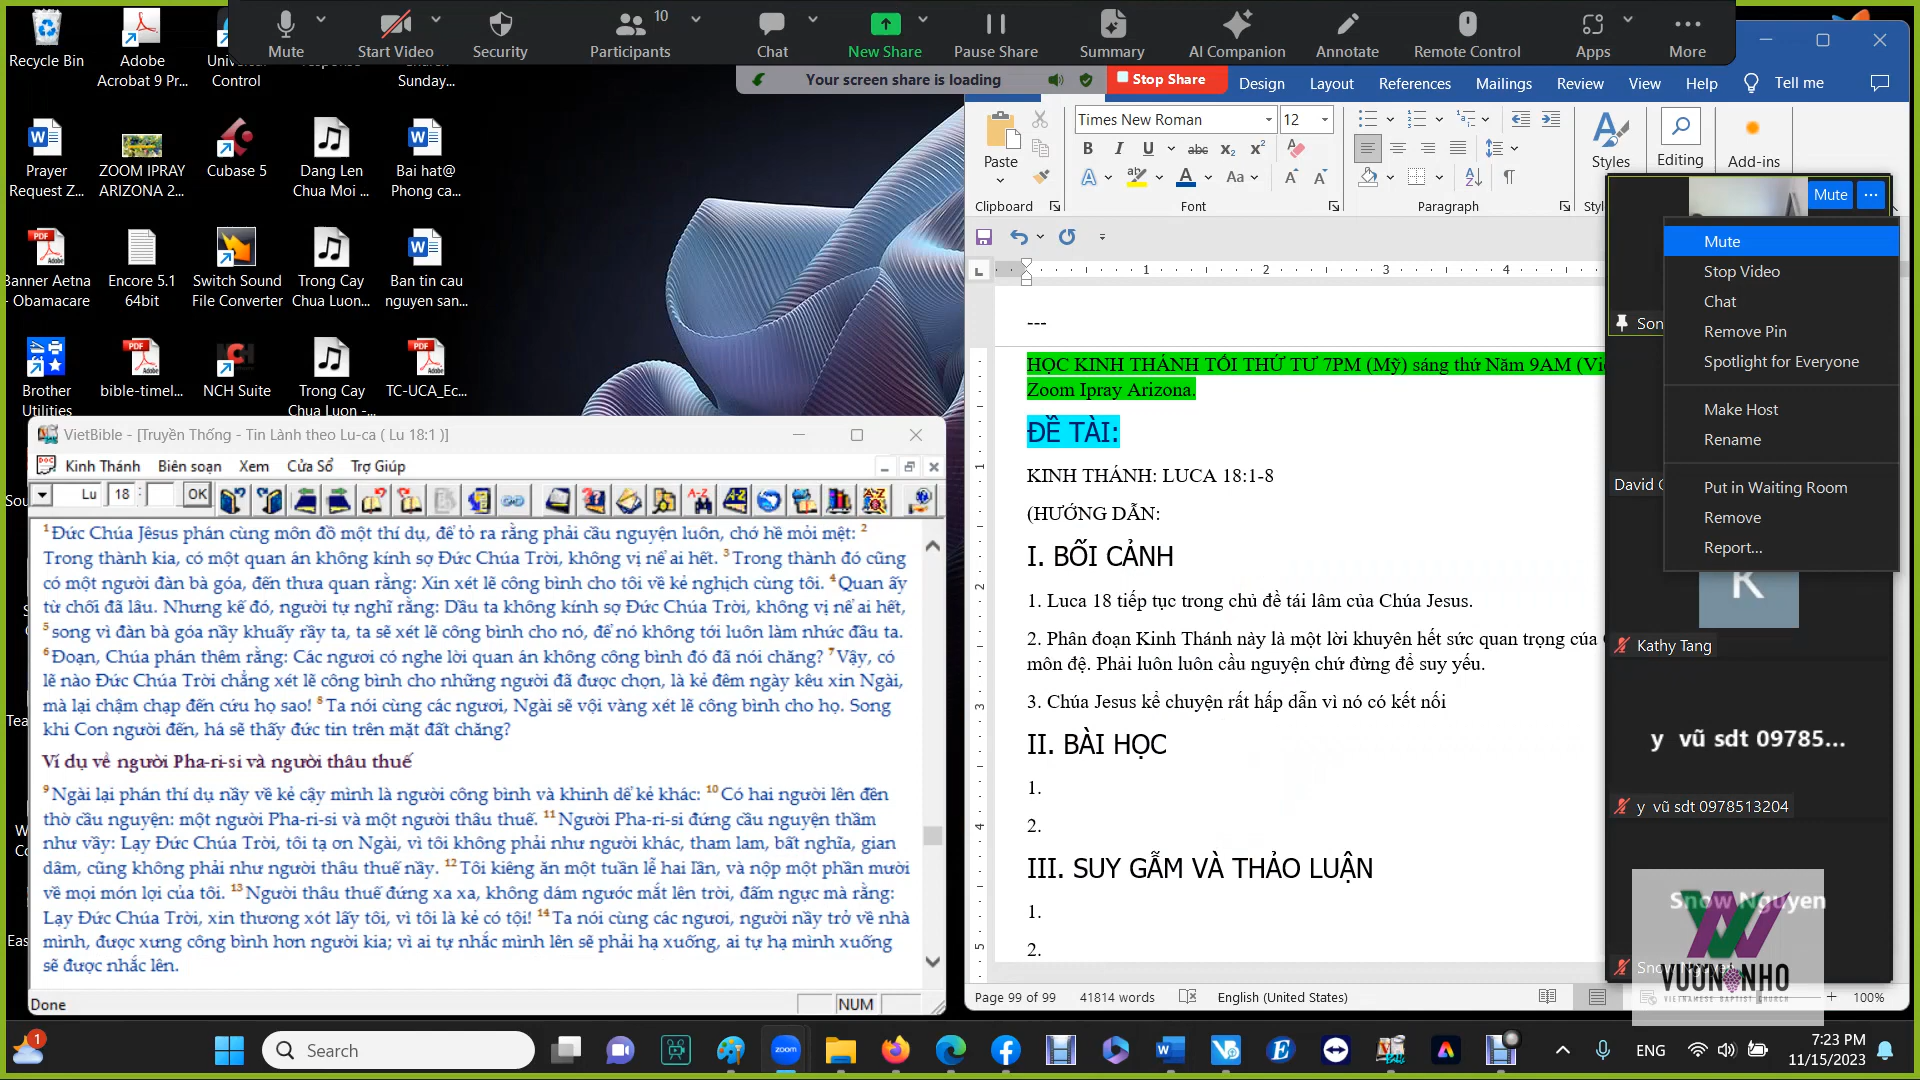 Mute
Start Video
Security
Participants
10
Chat
New Share
Pause Share
Summary
AI Companion
Annotate
Remote Control
Apps
More
Your screen share is loading
Stop Share
Recycle Bin
Adobe
Acrobat 9 Pr...
Control
Sunday...
Prayer
Request Z...
ZOOM IPRAY
ARIZONA 2...
Cubase 5
Dang Len
Chua Moi ...
Bai hat@
Phong ca...
Banner Aetna
- Obamacare
Encore 5.1
64bit
Switch Sound
File Converter
Trong Cay
Chua Luon...
Ban tin cau
nguyen san...
Brother
Utilities
bible-timel...
NCH Suite
Trong Cay
Chua Luon -...
TC-UCA_Ec...
Design
Layout
References
Mailings
Review
View
Help
Tell me
Paste
Times New Roman
12
Styles
Editing
Add-ins
Clipboard
Font
Paragraph
---
HỌC KINH THÁNH TỐI THỨ TƯ 7PM (Mỹ) sáng thứ Năm 9AM (Vi
Zoom Ipray Arizona.
ĐỀ TÀI:
KINH THÁNH: LUCA 18:1-8
(HƯỚNG DẪN:
I. BỐI CẢNH
1. Luca 18 tiếp tục trong chủ đề tái lâm của Chúa Jesus.
2. Phân đoạn Kinh Thánh này là một lời khuyên hết sức quan trọng của
môn đệ. Phải luôn luôn cầu nguyện chứ đừng để suy yếu.
3. Chúa Jesus kể chuyện rất hấp dẫn vì nó có kết nối
II. BÀI HỌC
1.
2.
III. SUY GẪM VÀ THẢO LUẬN
1.
2.
Page 99 of 99
41814 words
English (United States)
100%
VietBible - [Truyền Thống - Tin Lành theo Lu-ca ( Lu 18:1 )]
Kinh Thánh
Biên soạn
Xem
Cửa Sổ
Trợ Giúp
Lu
18
:
OK
1Đức Chúa Jêsus phán cùng môn đồ một thí dụ, để tỏ ra rằng phải cầu nguyện luôn, chớ hề mỏi mệt: 2
Trong thành kia, có một quan án không kính sợ Đức Chúa Trời, không vị nể ai hết. 3Trong thành đó cũng
có một người đàn bà góa, đến thưa quan rằng: Xin xét lẽ công bình cho tôi về kẻ nghịch cùng tôi. 4Quan ấy
từ chối đã lâu. Nhưng kế đó, người tự nghĩ rằng: Dầu ta không kính sợ Đức Chúa Trời, không vị nể ai hết,
5song vì đàn bà góa nầy khuấy rầy ta, ta sẽ xét lẽ công bình cho nó, để nó không tới luôn làm nhức đầu ta.
6Đoạn, Chúa phán thêm rằng: Các ngươi có nghe lời quan án không công bình đó đã nói chăng? 7Vậy, có
lẽ nào Đức Chúa Trời chẳng xét lẽ công bình cho những người đã được chọn, là kẻ đêm ngày kêu xin Ngài,
mà lại chậm chạp đến cứu họ sao! 8Ta nói cùng các ngươi, Ngài sẽ vội vàng xét lẽ công bình cho họ. Song
khi Con người đến, há sẽ thấy đức tin trên mặt đất chăng?
Ví dụ về người Pha-ri-si và người thâu thuế
9Ngài lại phán thí dụ nầy về kẻ cậy mình là người công bình và khinh dể kẻ khác: 10Có hai người lên đền
thờ cầu nguyện: một người Pha-ri-si và một người thâu thuế. 11Người Pha-ri-si đứng cầu nguyện thầm
như vầy: Lạy Đức Chúa Trời, tôi tạ ơn Ngài, vì tôi không phải như người khác, tham lam, bất nghĩa, gian
dâm, cũng không phải như người thâu thuế nầy. 12Tôi kiêng ăn một tuần lễ hai lần, và nộp một phần mười
về mọi món lợi của tôi. 13Người thâu thuế đứng xa xa, không dám ngước mắt lên trời, đấm ngực mà rằng:
Lạy Đức Chúa Trời, xin thương xót lấy tôi, vì tôi là kẻ có tội! 14Ta nói cùng các ngươi, người nầy trở về nhà
mình, được xưng công bình hơn người kia; vì ai tự nhắc mình lên sẽ phải hạ xuống, ai tự hạ mình xuống
sẽ được nhắc lên.
Done
NUM
Mute
Mute
Stop Video
Chat
Remove Pin
Spotlight for Everyone
Make Host
Rename
Put in Waiting Room
Remove
Report...
Son
David
K
Kathy Tang
y vũ sdt 09785...
y vũ sdt 0978513204
Snow Nguyen
VUON NHO
VIETNAMESE BAPTIST CHURCH
Search
ENG
7:23 PM
11/15/2023